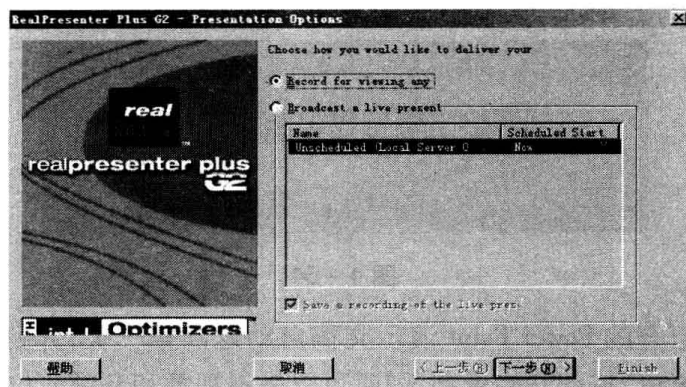 RealPresenter Plus G2 - Presentation Options
Choose how you would like to deliver your
Record for viewing any
Broadcast a live present
Name
Scheduled Start
Unscheduled (Local Server O
Now
Save a recording of the live pres
real
realpresenter plus
G2
Optimizers
帮助
取消
< 上一步(B)
下一步(N) >
Finish